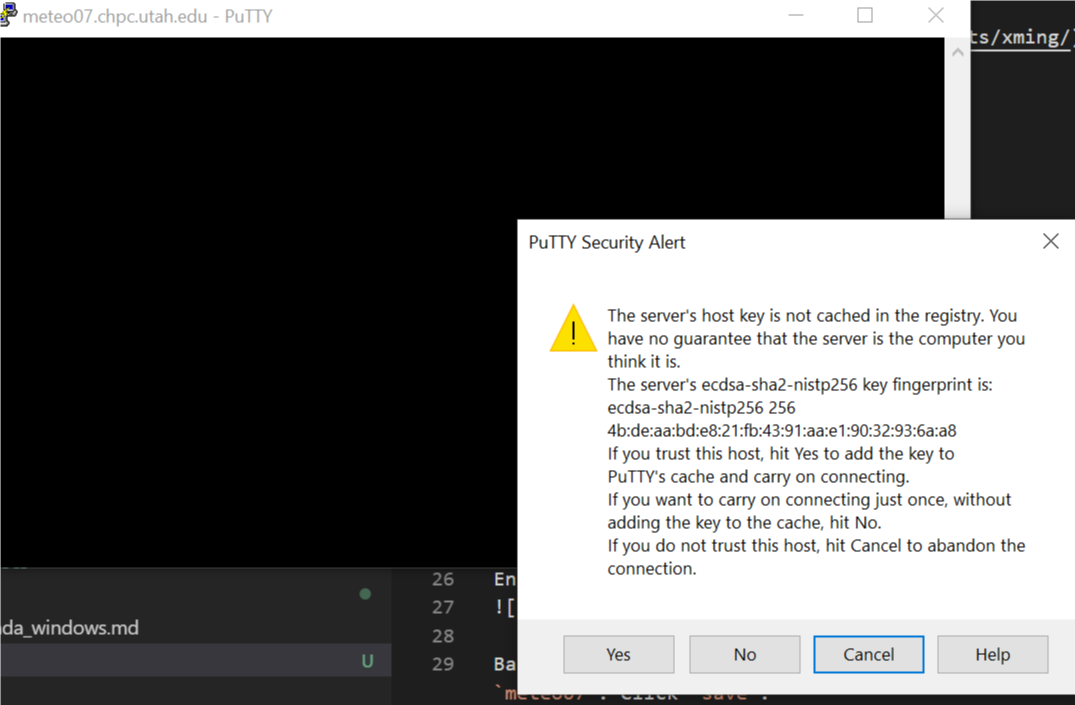 meteo07.chpc.utah.edu - PuTTY
ts/xming/
PuTTY Security Alert
The server's host key is not cached in the registry. You
have no guarantee that the server is the computer you
think it is.
The server's ecdsa-sha2-nistp256 key fingerprint is:
ecdsa-sha2-nistp256 256
4b:de:aa:bd:e8:21:fb:43:91:aa:e1:90:32:93:6a:a8
If you trust this host, hit Yes to add the key to
PuTTY's cache and carry on connecting.
If you want to carry on connecting just once, without
adding the key to the cache, hit No.
If you do not trust this host, hit Cancel to abandon the
connection.
Yes No Cancel Help
da_windows.md
U
26 En
27 ![
28
29 Ba
`meteo07`. Click "save".